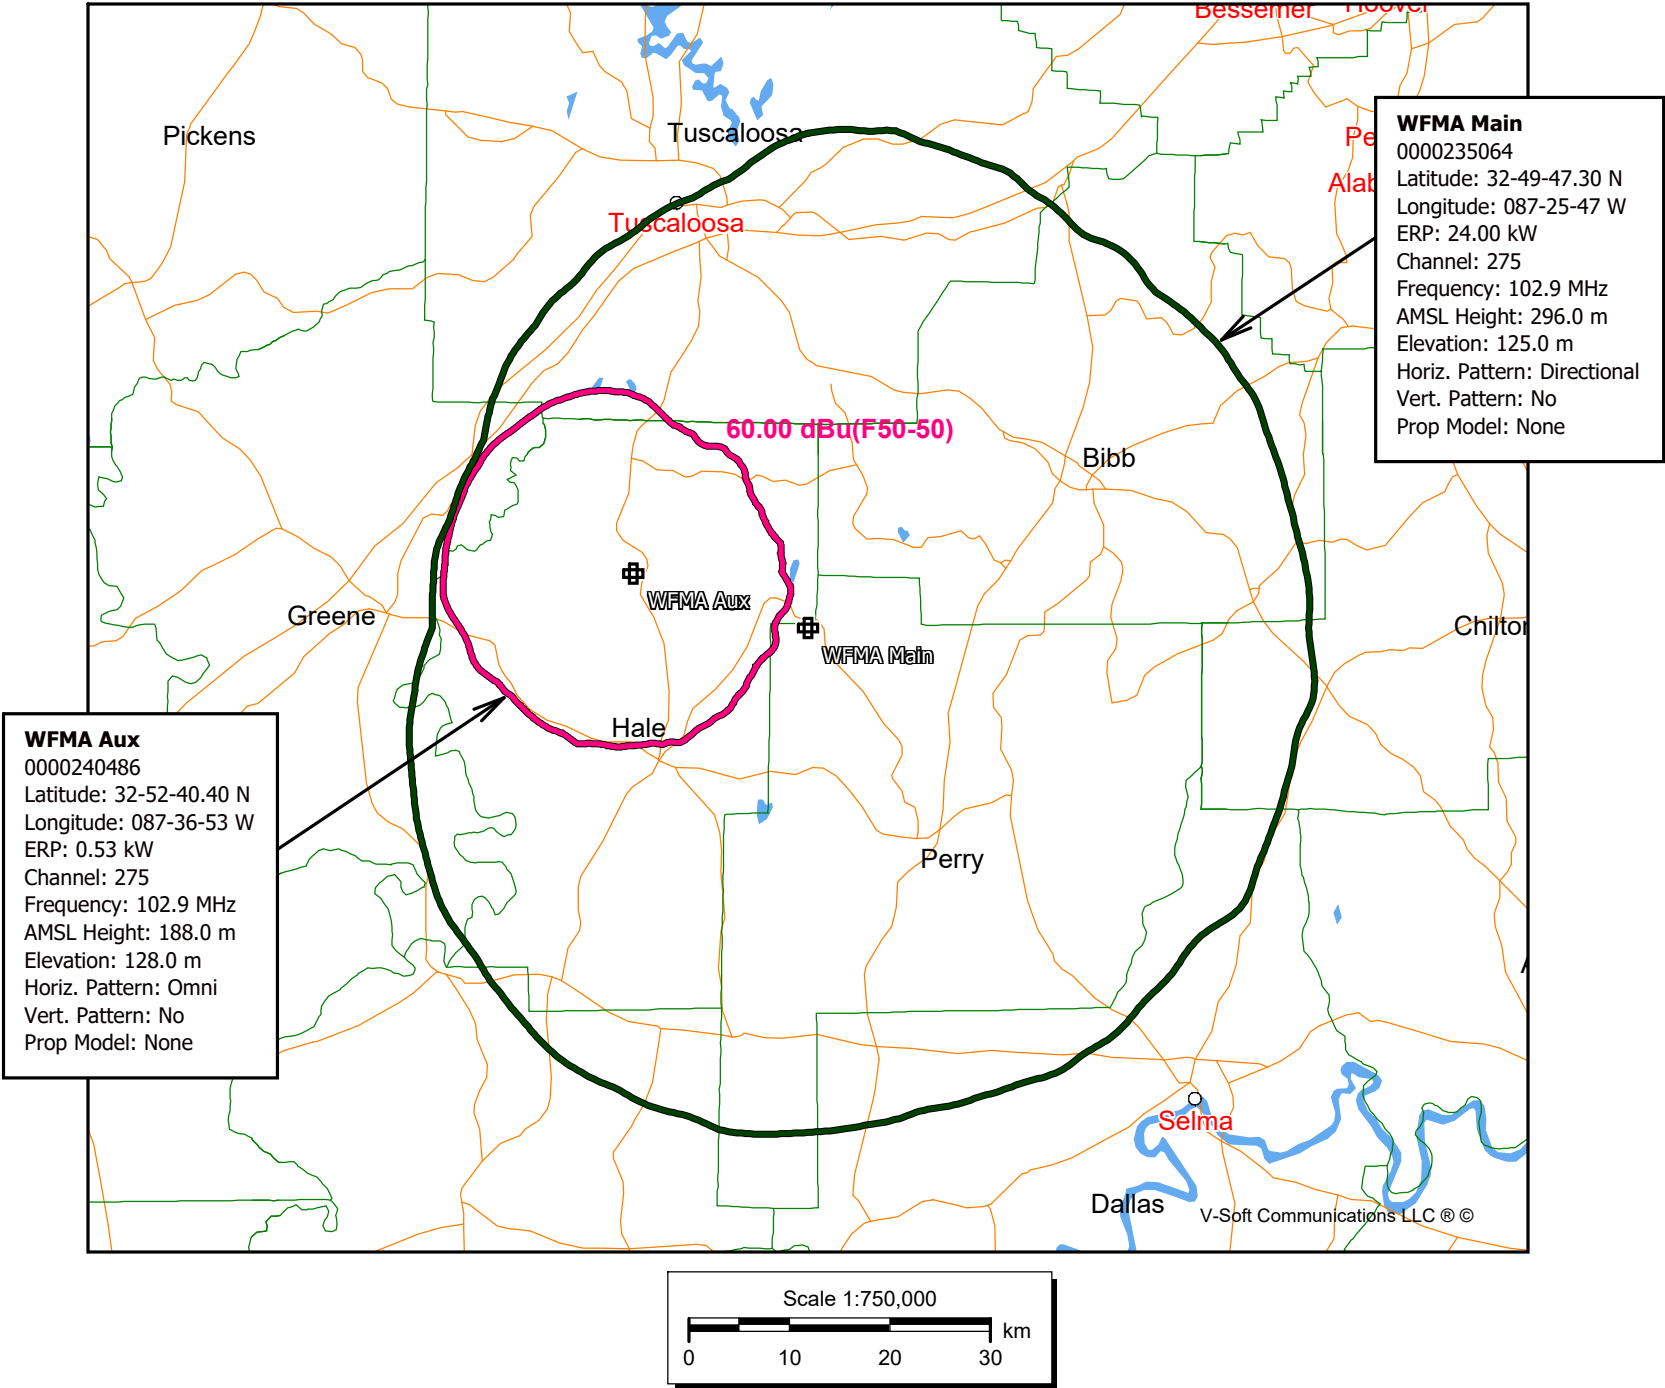 Bessemer
Pickens
Tuscaloosa
Tuscaloosa
WFMA Main
0000235064
Latitude: 32-49-47.30 N
Longitude: 087-25-47 W
ERP: 24.00 kW
Channel: 275
Frequency: 102.9 MHz
AMSL Height: 296.0 m
Elevation: 125.0 m
Horiz. Pattern: Directional
Vert. Pattern: No
Prop Model: None
60.00 dBu(F50-50)
Bibb
WFMA Aux
Greene
WFMA Main
Hale
WFMA Aux
0000240486
Latitude: 32-52-40.40 N
Longitude: 087-36-53 W
ERP: 0.53 kW
Channel: 275
Frequency: 102.9 MHz
AMSL Height: 188.0 m
Elevation: 128.0 m
Horiz. Pattern: Omni
Vert. Pattern: No
Prop Model: None
Perry
Selma
Dallas
V-Soft Communications LLC ® ©
Scale 1:750,000
km
0 10 20 30